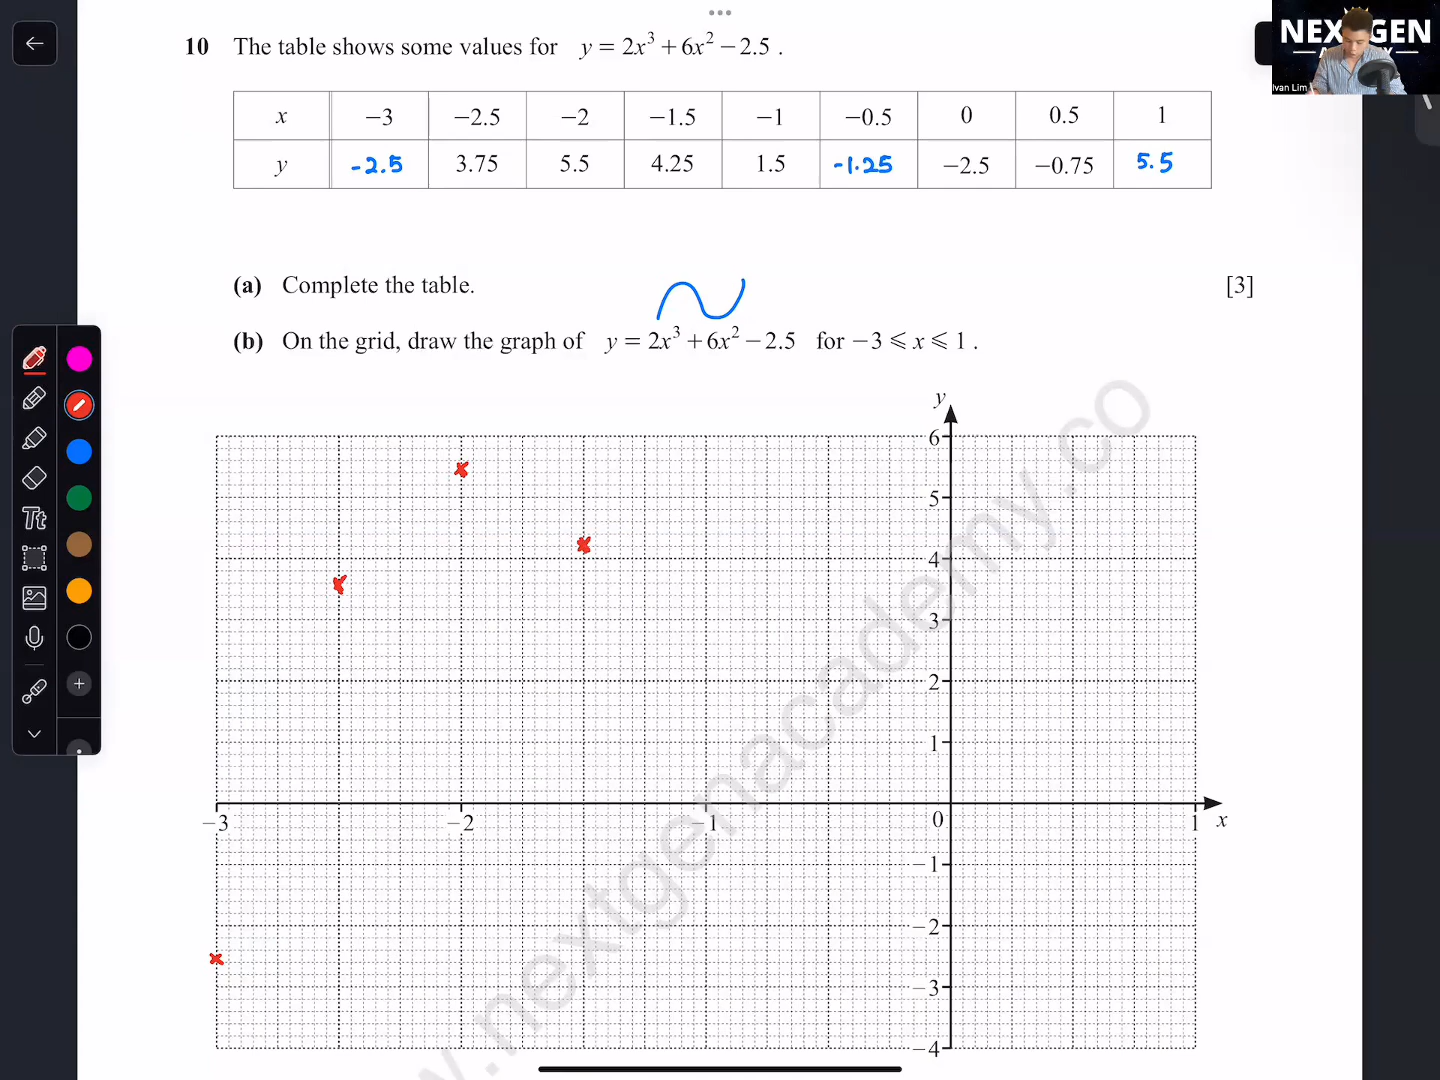 10 The table shows some values for y = 2x³ + 6x² − 2.5 .
x −3 −2.5 −2 −1.5 −1 −0.5 0 0.5 1
y -2.5 3.75 5.5 4.25 1.5 -1.25 −2.5 −0.75 5.5
(a) Complete the table. [3]
(b) On the grid, draw the graph of y = 2x³ + 6x² − 2.5 for −3 ⩽ x ⩽ 1 .
y
6
5
4
3
2
1
−3 −2 −1 0 1 x
−1
−2
−3
−4
Tt
Ivan Lim
w.nextgenacademy.co